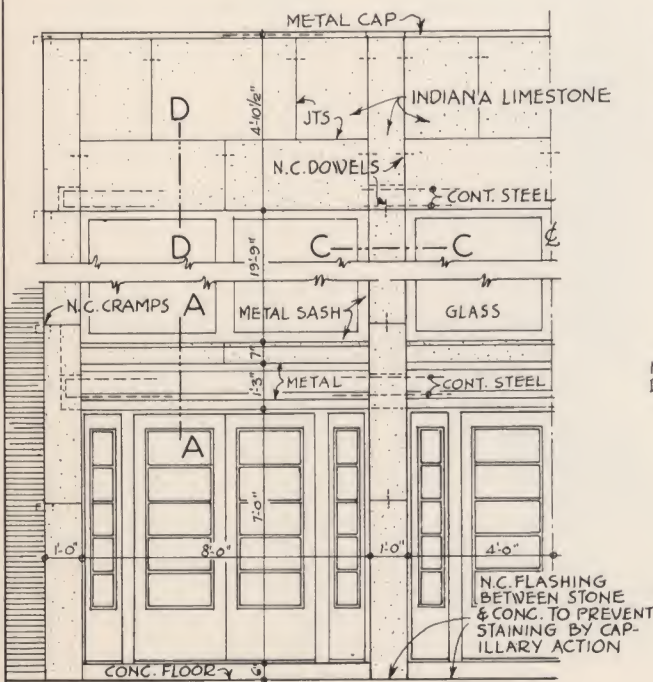 METAL CAP
D
4'-10½"
JTS
INDIANA LIMESTONE
N.C. DOWELS
CONT. STEEL
D
19'-9"
C
C
℄
N.C. CRAMPS
A
METAL SASH
GLASS
7"
1'-3"
METAL
CONT. STEEL
A
7'-0"
1'-0"
8'-0"
1'-0"
4'-0"
N.C. FLASHING
BETWEEN STONE
& CONC. TO PREVENT
STAINING BY CAP-
ILLARY ACTION
CONC. FLOOR
6"